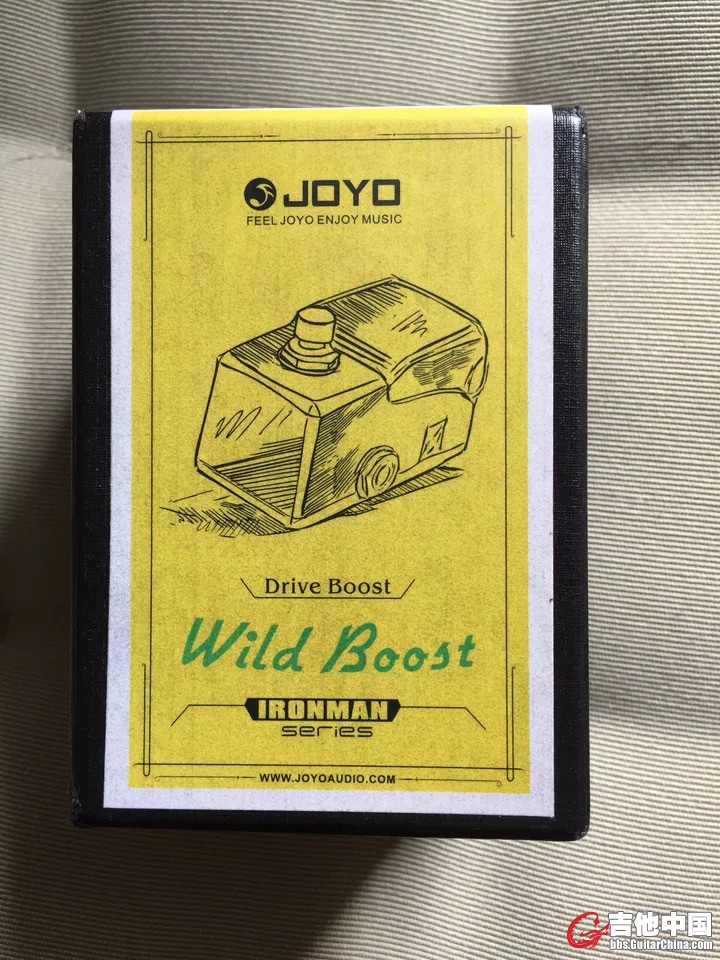 JOYO
FEEL JOYO ENJOY MUSIC
Drive Boost
Wild Boost
IRONMAN
series
WWW.JOYOAUDIO.COM
吉他中国
bbs.GuitarChina.com